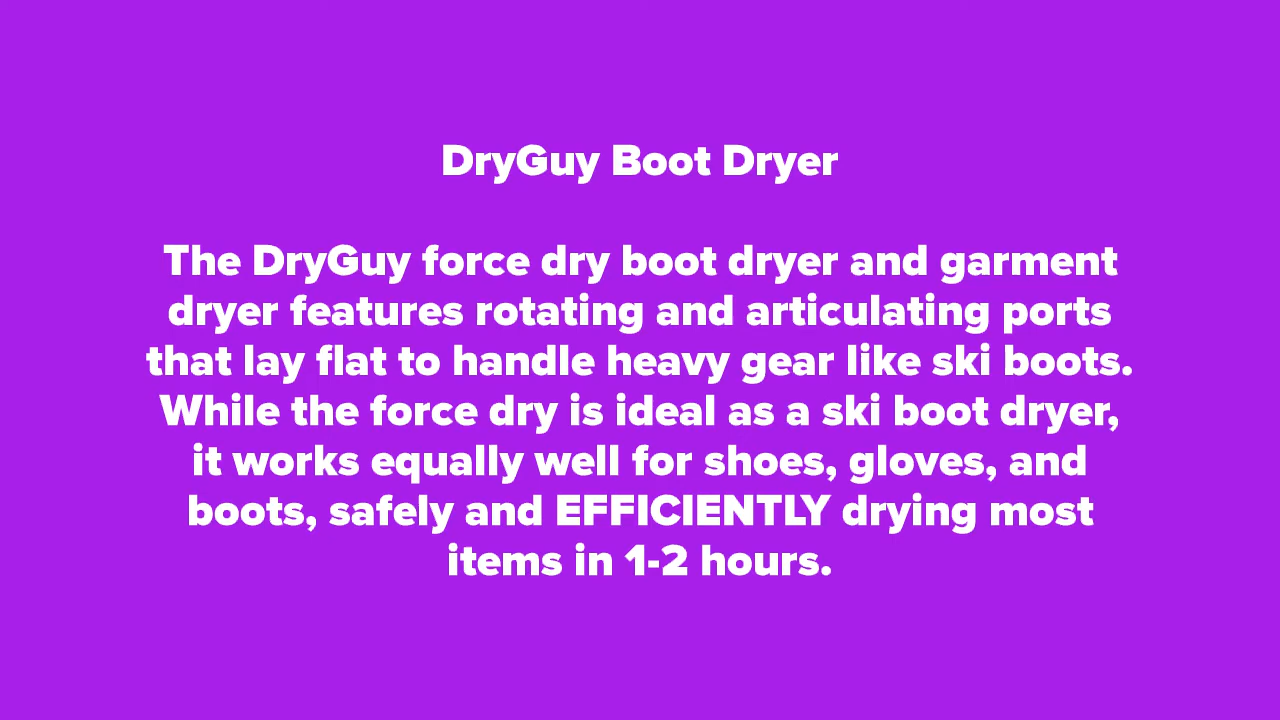 DryGuy Boot Dryer
The DryGuy force dry boot dryer and garment
dryer features rotating and articulating ports
that lay flat to handle heavy gear like ski boots.
While the force dry is ideal as a ski boot dryer,
it works equally well for shoes, gloves, and
boots, safely and EFFICIENTLY drying most
items in 1-2 hours.